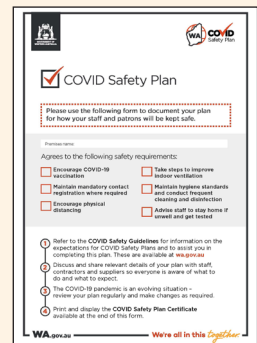 GOVERNMENT OF
WESTERN AUSTRALIA
WA
COVID
Safety Plan
COVID Safety Plan
Please use the following form to document your plan
for how your staff and patrons will be kept safe.
Premises name:
Agrees to the following safety requirements:
Encourage COVID-19
vaccination
Maintain mandatory contact
registration where required
Encourage physical
distancing
Take steps to improve
indoor ventilation
Maintain hygiene standards
and conduct frequent
cleaning and disinfection
Advise staff to stay home if
unwell and get tested
1 Refer to the COVID Safety Guidelines for information on
the expectations for COVID Safety Plans and to assist you in
completing this plan. These are available at wa.gov.au
2 Discuss and share relevant details of your plan with staff,
contractors and suppliers so everyone is aware of what to
do and what to expect.
3 The COVID-19 pandemic is an evolving situation –
review your plan regularly and make changes as required.
4 Print and display the COVID Safety Plan Certificate
available at the end of this form.
WA.gov.au
We're all in this together